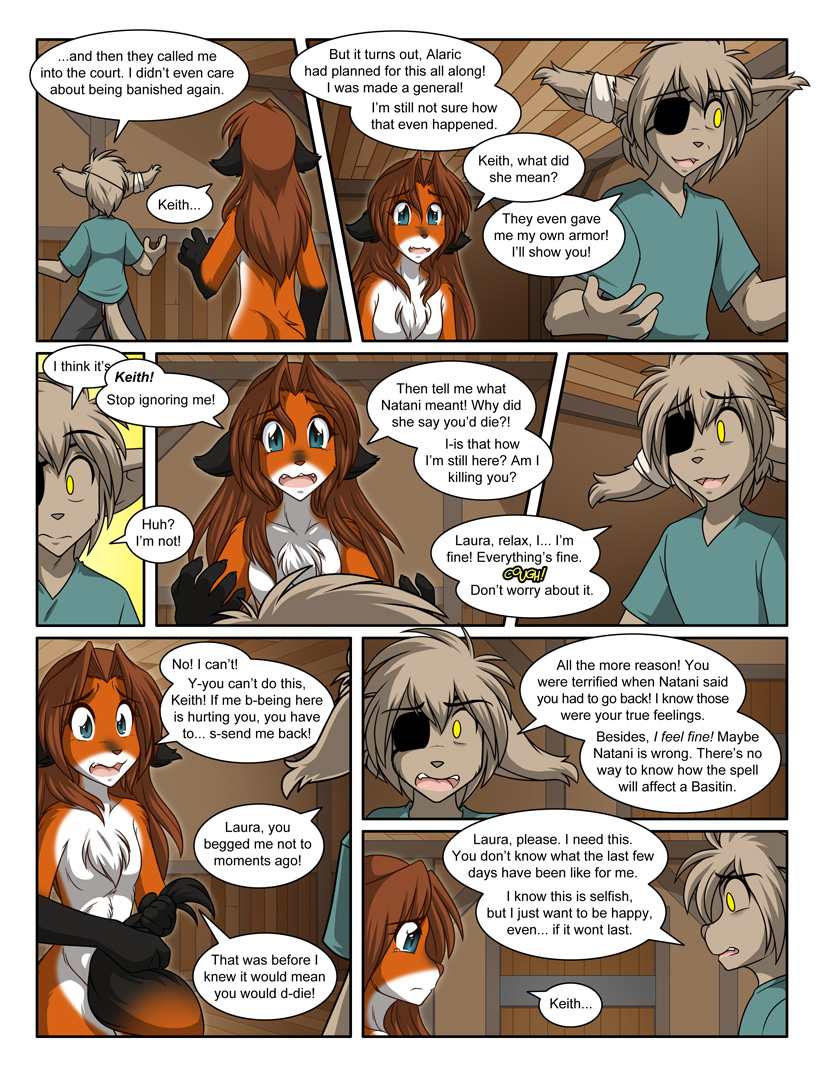 ...and then they called me
into the court. I didn't even care
about being banished again.
Keith...
But it turns out, Alaric
had planned for this all along!
I was made a general!
I'm still not sure how
that even happened.
Keith, what did
she mean?
They even gave
me my own armor!
I'll show you!
I think it's
Keith!
Stop ignoring me!
Huh?
I'm not!
Then tell me what
Natani meant! Why did
she say you'd die?!
I-is that how
I'm still here? Am I
killing you?
Laura, relax, I... I'm
fine! Everything's fine.
COUGH!
Don't worry about it.
No! I can't!
Y-you can't do this,
Keith! If me b-being here
is hurting you, you have
to... s-send me back!
Laura, you
begged me not to
moments ago!
That was before I
knew it would mean
you would d-die!
All the more reason! You
were terrified when Natani said
you had to go back! I know those
were your true feelings.
Besides, I feel fine! Maybe
Natani is wrong. There's no
way to know how the spell
will affect a Basitin.
Laura, please. I need this.
You don't know what the last few
days have been like for me.
I know this is selfish,
but I just want to be happy,
even... if it wont last.
Keith...